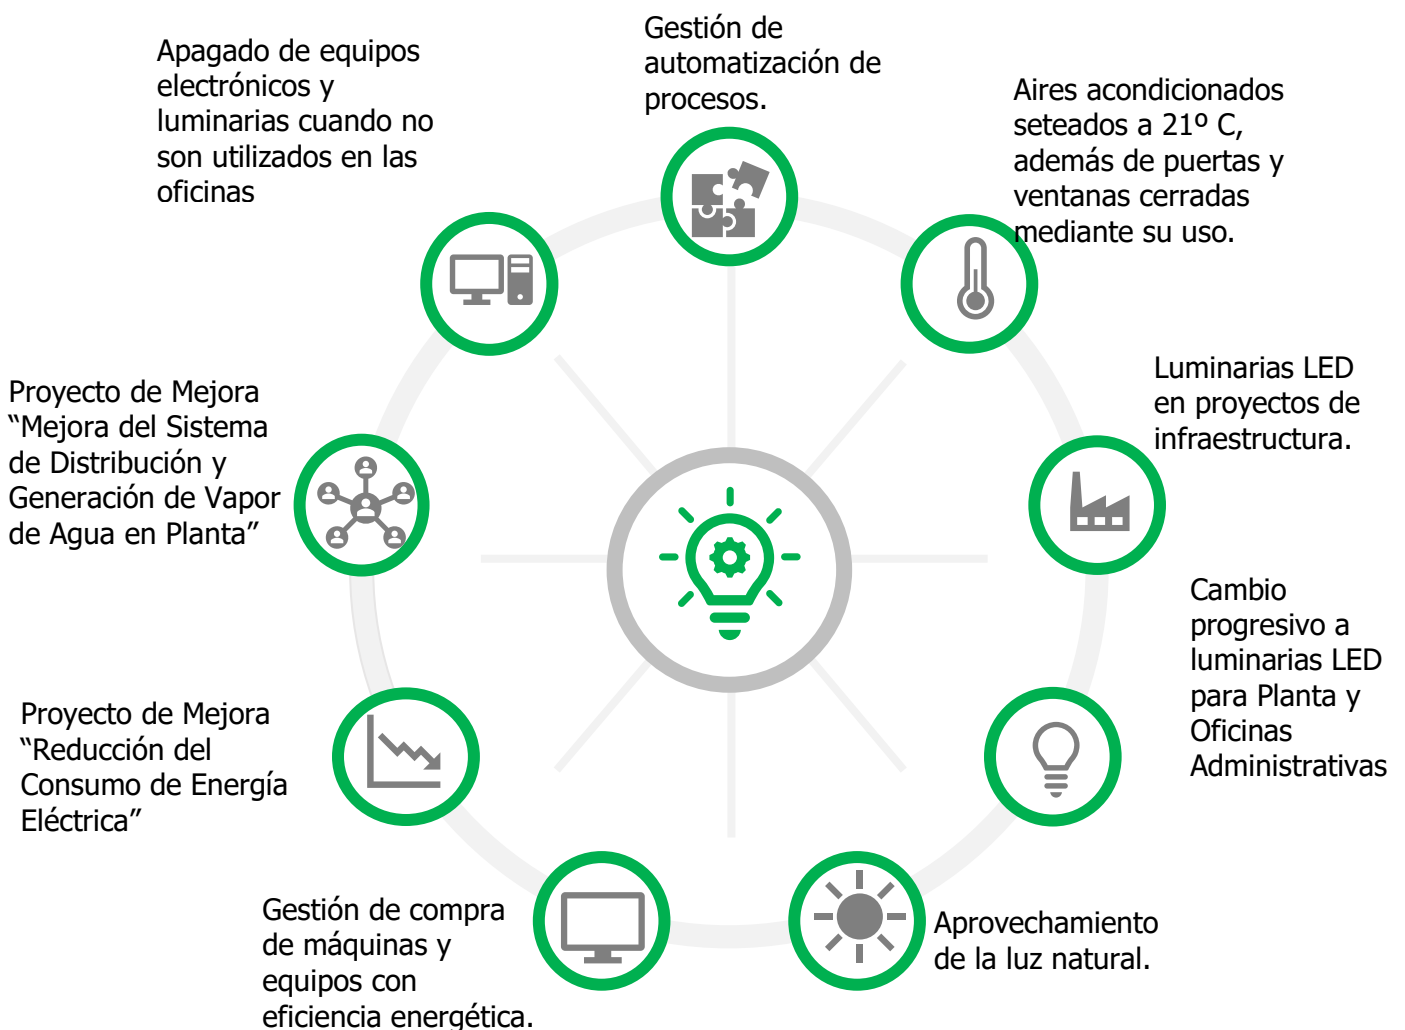 Gestión de
automatización de
procesos.
Apagado de equipos
electrónicos y
luminarias cuando no
son utilizados en las
oficinas
Aires acondicionados
seteados a 21º C,
además de puertas y
ventanas cerradas
mediante su uso.
Luminarias LED
en proyectos de
infraestructura.
Proyecto de Mejora
“Mejora del Sistema
de Distribución y
Generación de Vapor
de Agua en Planta”
Cambio
progresivo a
luminarias LED
para Planta y
Oficinas
Administrativas
Proyecto de Mejora
“Reducción del
Consumo de Energía
Eléctrica”
Gestión de compra
de máquinas y
equipos con
eficiencia energética.
Aprovechamiento
de la luz natural.